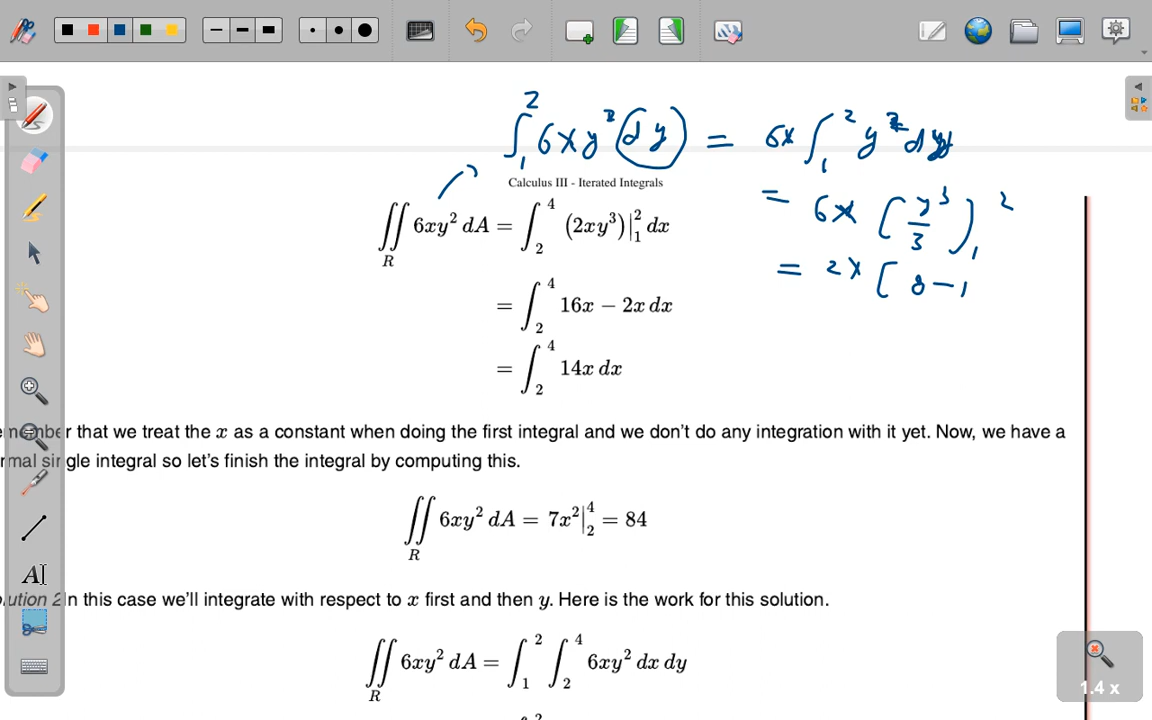 ∫₁² 6xy² dy = 6x ∫₁² y² dy
Calculus III - Iterated Integrals
= 6x [y³/3]₁²
∬_R 6xy² dA = ∫₂⁴ (2xy³)|₁² dx
= 2x [8-1
= ∫₂⁴ 16x − 2x dx
= ∫₂⁴ 14x dx
r that we treat the x as a constant when doing the first integral and we don't do any integration with it yet. Now, we have a
gle integral so let's finish the integral by computing this.
∬_R 6xy² dA = 7x²|₂⁴ = 84
A
ution 2 In this case we'll integrate with respect to x first and then y. Here is the work for this solution.
∬_R 6xy² dA = ∫₁² ∫₂⁴ 6xy² dx dy
1.4 x